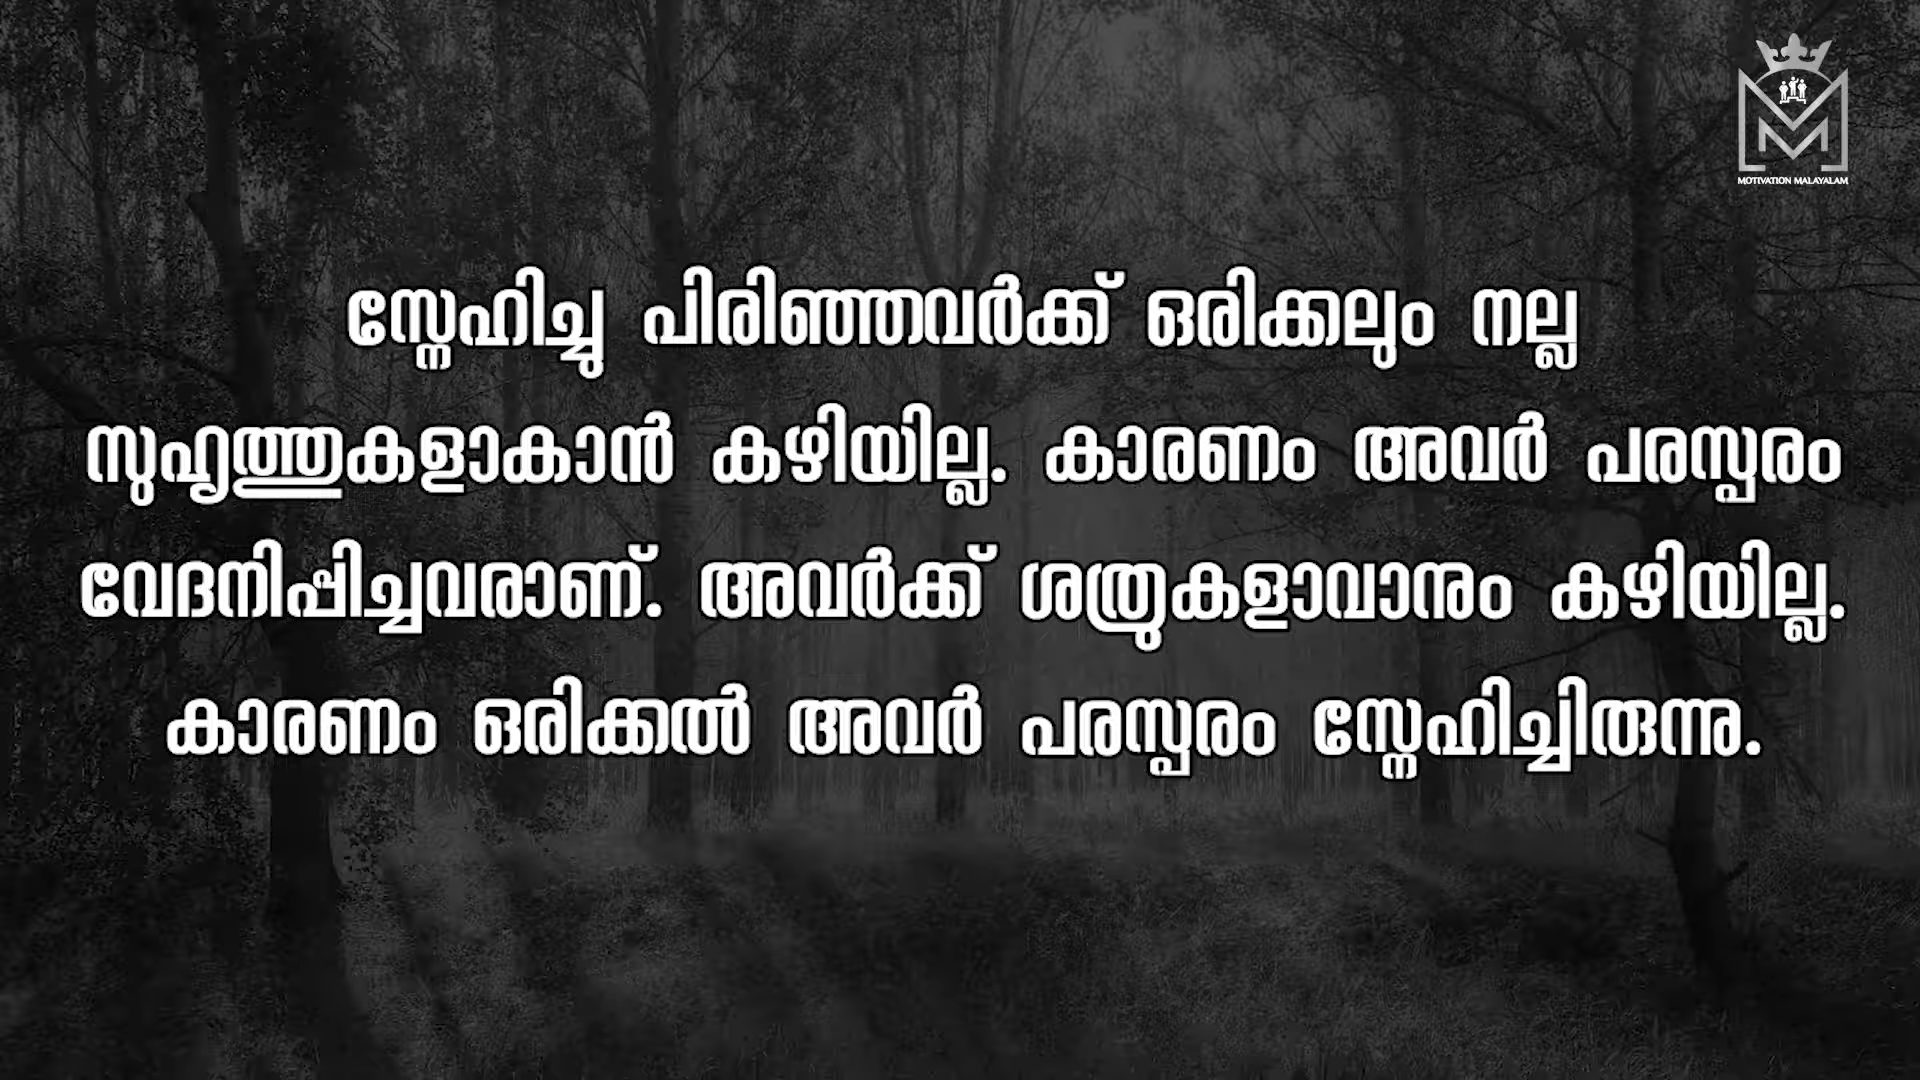 MOTIVATION MALAYALAM
സ്നേഹിച്ചു പിരിഞ്ഞവർക്ക് ഒരിക്കലും നല്ല
സുഹൃത്തുകളാകാൻ കഴിയില്ല. കാരണം അവർ പരസ്പരം
വേദനിപ്പിച്ചവരാണ്. അവർക്ക് ശത്രുകളാവാനും കഴിയില്ല.
കാരണം ഒരിക്കൽ അവർ പരസ്പരം സ്നേഹിച്ചിരുന്നു.